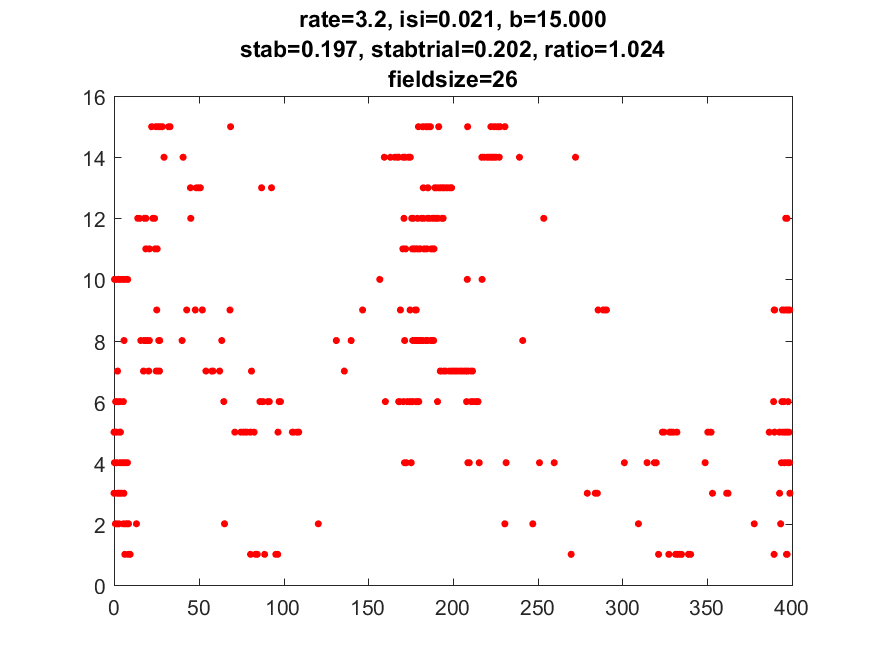 rate=3.2, isi=0.021, b=15.000
stab=0.197, stabtrial=0.202, ratio=1.024
fieldsize=26
16
14
12
10
8
6
4
2
0
0 50 100 150 200 250 300 350 400